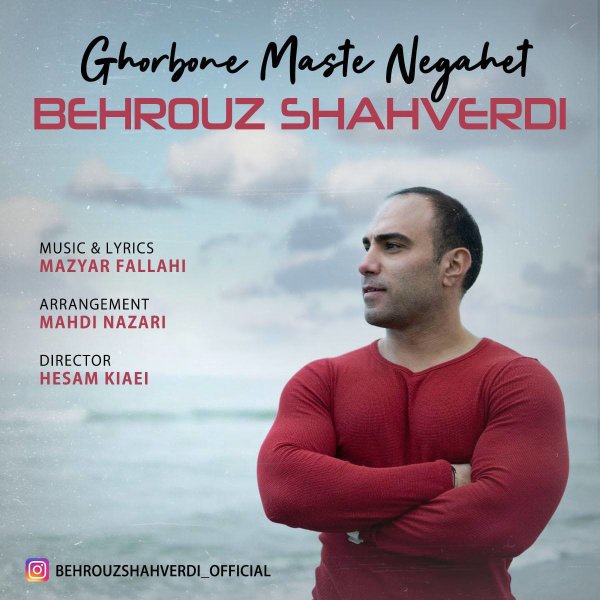 Ghorbone Maste Negahet
BEHROUZ SHAHVERDI
MUSIC & LYRICS
MAZYAR FALLAHI
ARRANGEMENT
MAHDI NAZARI
DIRECTOR
HESAM KIAEI
BEHROUZSHAHVERDI_OFFICIAL